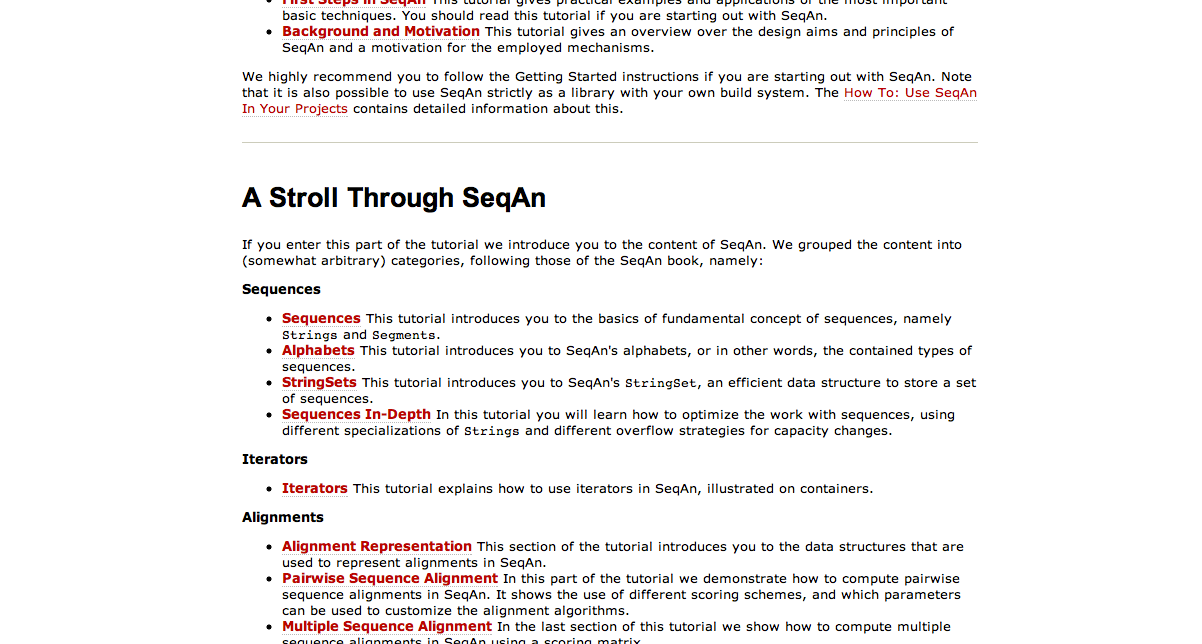 First Steps in SeqAn This tutorial gives practical examples and applications of the most important
basic techniques. You should read this tutorial if you are starting out with SeqAn.
Background and Motivation This tutorial gives an overview over the design aims and principles of
SeqAn and a motivation for the employed mechanisms.
We highly recommend you to follow the Getting Started instructions if you are starting out with SeqAn. Note
that it is also possible to use SeqAn strictly as a library with your own build system. The How To: Use SeqAn
In Your Projects contains detailed information about this.
A Stroll Through SeqAn
If you enter this part of the tutorial we introduce you to the content of SeqAn. We grouped the content into
(somewhat arbitrary) categories, following those of the SeqAn book, namely:
Sequences
Sequences This tutorial introduces you to the basics of fundamental concept of sequences, namely
Strings and Segments.
Alphabets This tutorial introduces you to SeqAn's alphabets, or in other words, the contained types of
sequences.
StringSets This tutorial introduces you to SeqAn's StringSet, an efficient data structure to store a set
of sequences.
Sequences In-Depth In this tutorial you will learn how to optimize the work with sequences, using
different specializations of Strings and different overflow strategies for capacity changes.
Iterators
Iterators This tutorial explains how to use iterators in SeqAn, illustrated on containers.
Alignments
Alignment Representation This section of the tutorial introduces you to the data structures that are
used to represent alignments in SeqAn.
Pairwise Sequence Alignment In this part of the tutorial we demonstrate how to compute pairwise
sequence alignments in SeqAn. It shows the use of different scoring schemes, and which parameters
can be used to customize the alignment algorithms.
Multiple Sequence Alignment In the last section of this tutorial we show how to compute multiple
sequence alignments in SeqAn using a scoring matrix.